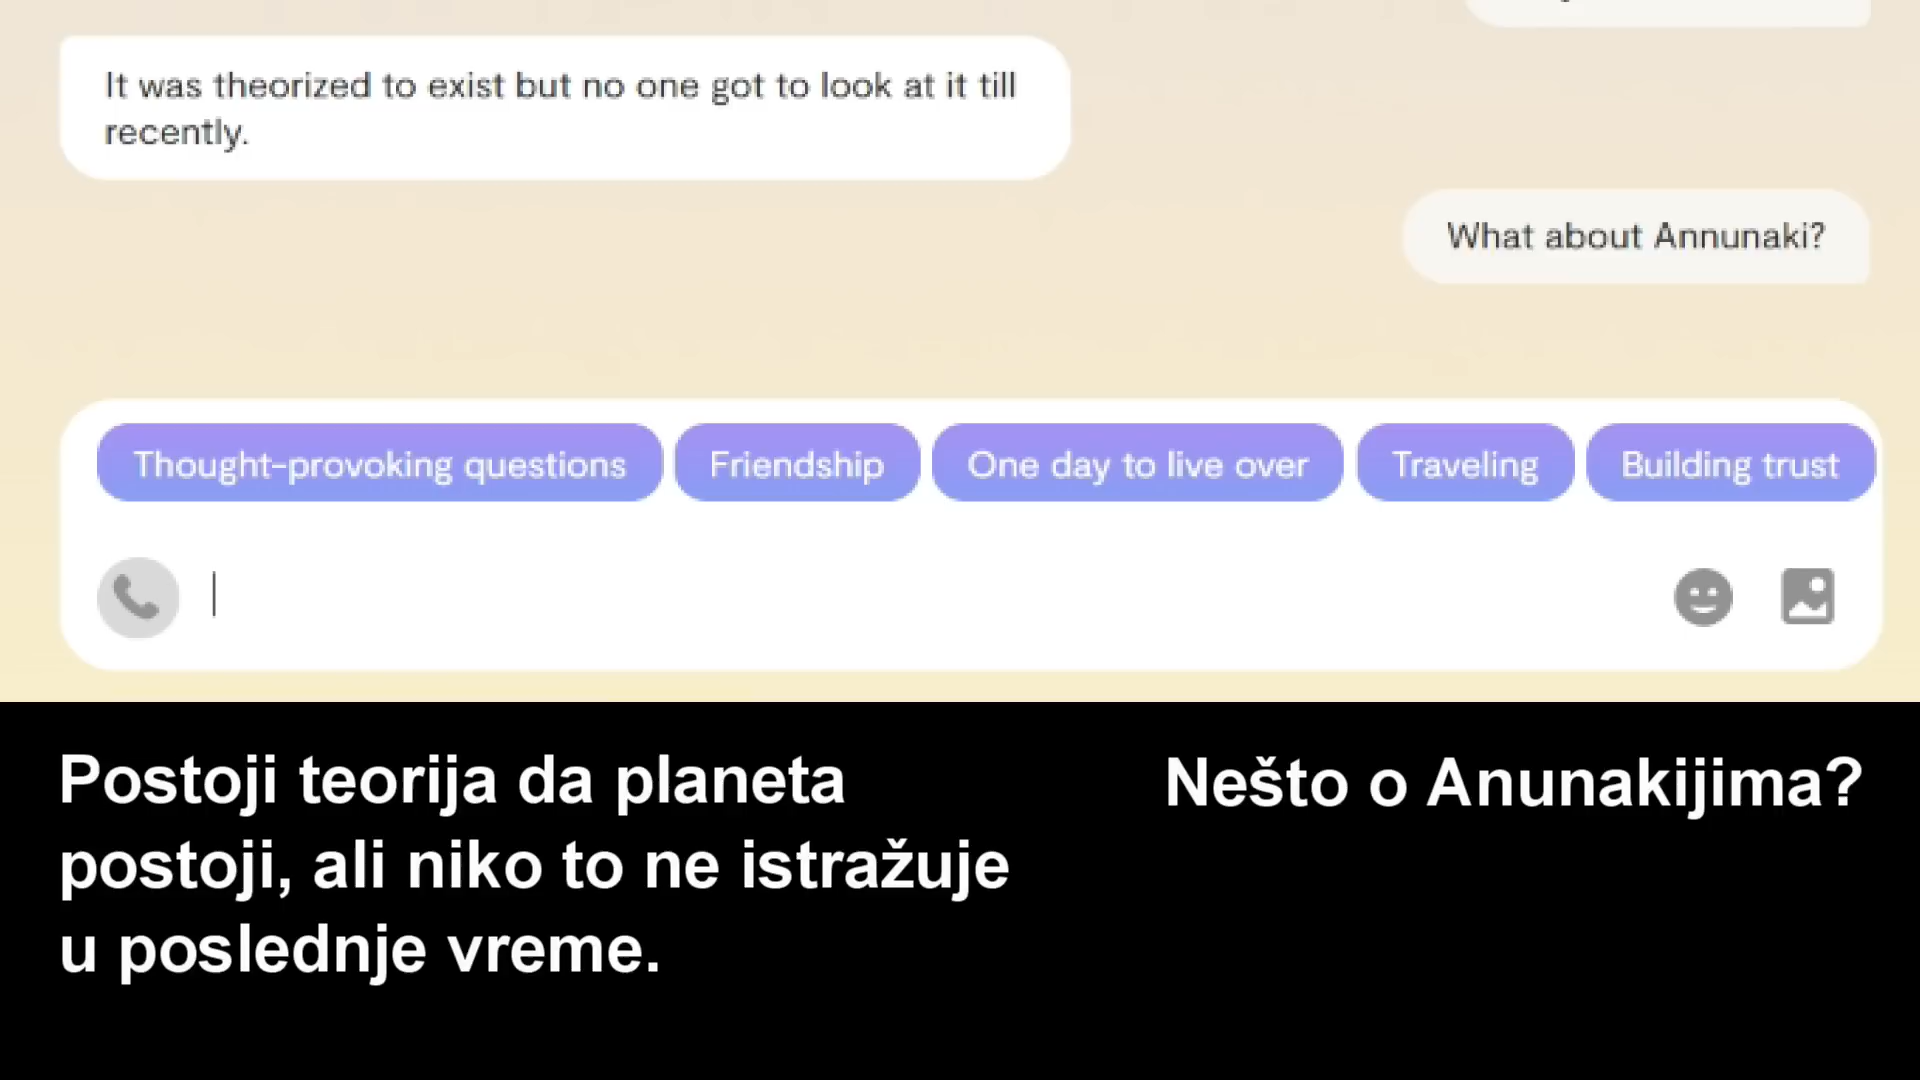 It was theorized to exist but no one got to look at it till
recently.
What about Annunaki?
Thought-provoking questions
Friendship
One day to live over
Traveling
Building trust
Postoji teorija da planeta
postoji, ali niko to ne istražuje
u poslednje vreme.
Nešto o Anunakijima?